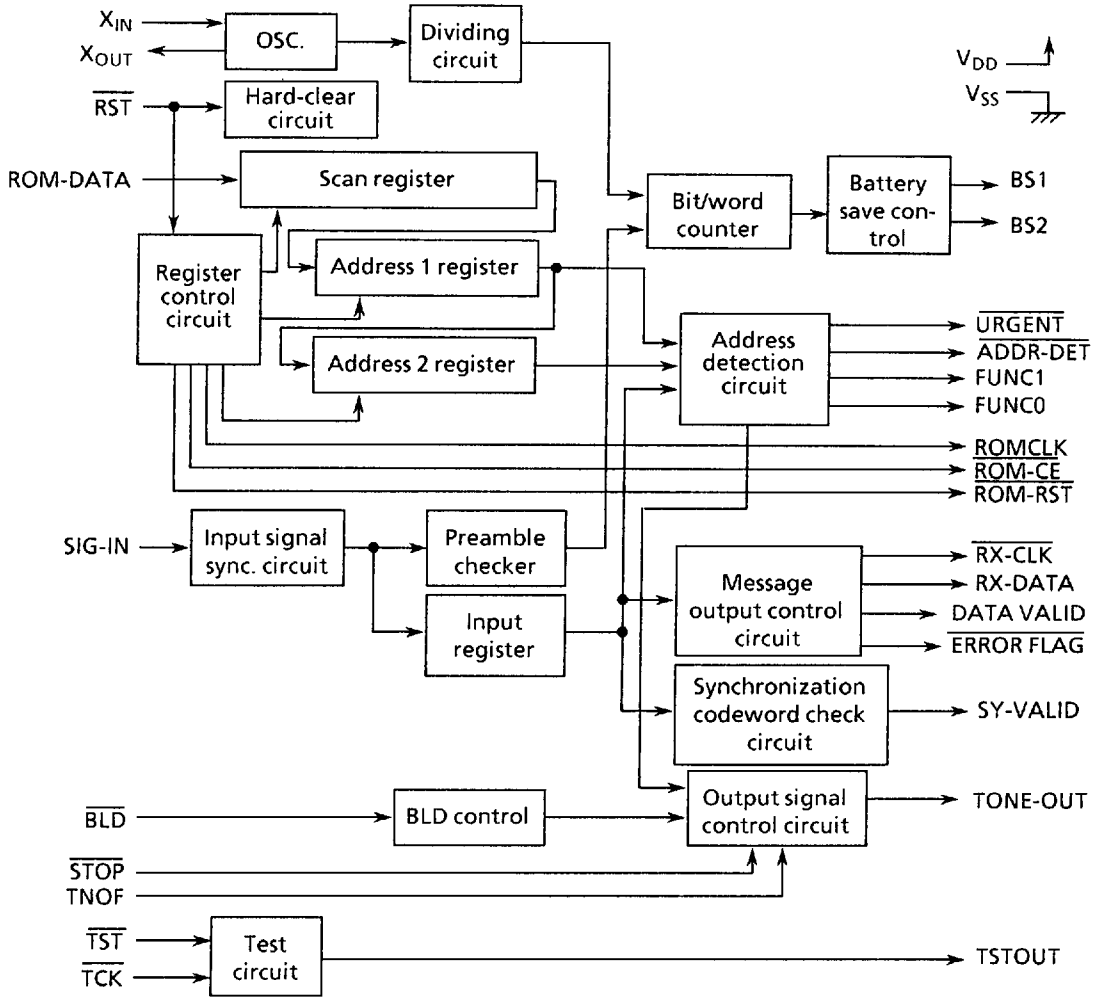 XIN
XOUT
OSC.
Dividing
circuit
VDD
VSS
RST
Hard-clear
circuit
ROM-DATA
Scan register
Bit/word
counter
Battery
save con-
trol
BS1
BS2
Register
control
circuit
Address 1 register
Address 2 register
Address
detection
circuit
URGENT
ADDR-DET
FUNC1
FUNC0
ROMCLK
ROM-CE
ROM-RST
SIG-IN
Input signal
sync. circuit
Preamble
checker
Input
register
Message
output control
circuit
RX-CLK
RX-DATA
DATA VALID
ERROR FLAG
Synchronization
codeword check
circuit
SY-VALID
BLD
BLD control
Output signal
control circuit
TONE-OUT
STOP
TNOF
TST
TCK
Test
circuit
TSTOUT